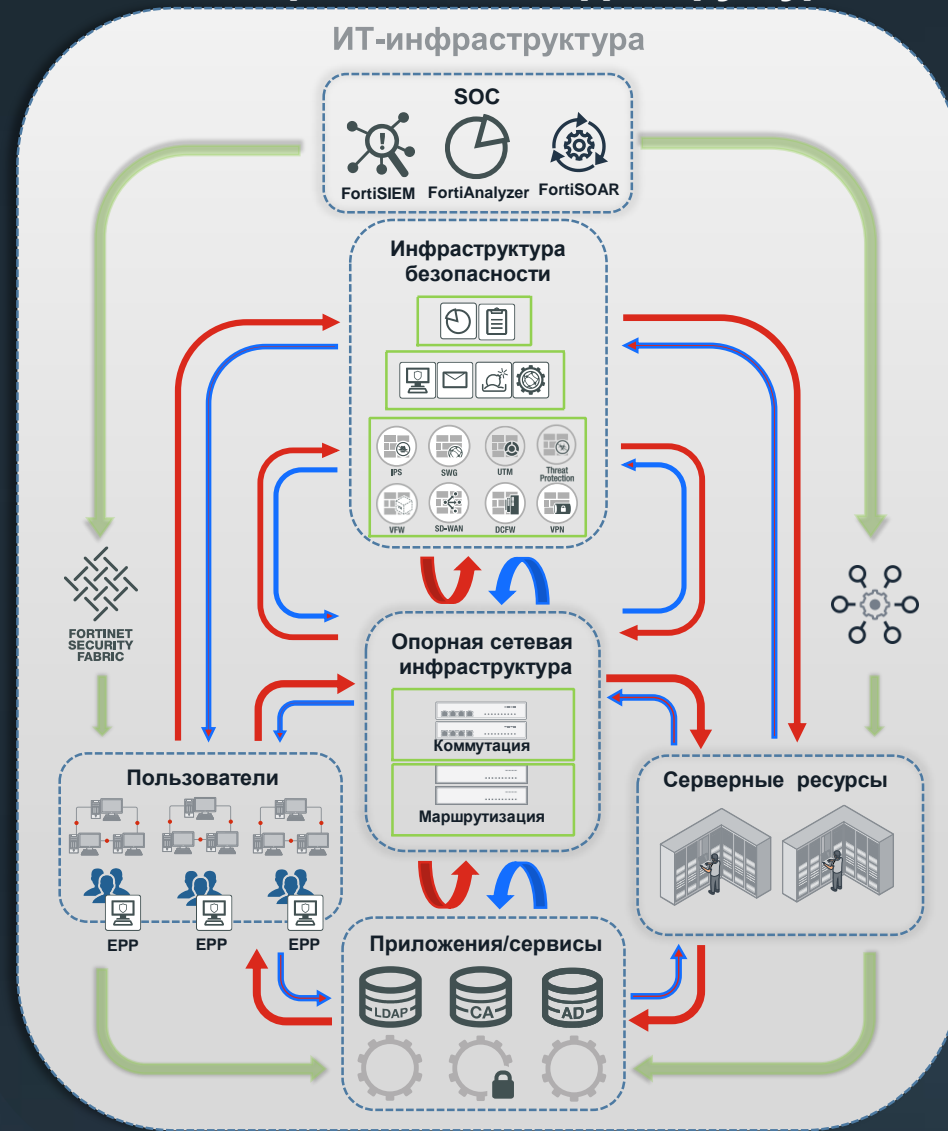 ИТ-инфраструктура
SOC
FortiSIEM
FortiAnalyzer
FortiSOAR
Инфраструктура
безопасности
IPS
SWG
UTM
Threat
Protection
VFW
SD-WAN
DCFW
VPN
FORTINET
SECURITY
FABRIC
Опорная сетевая
инфраструктура
Коммутация
Маршрутизация
Пользователи
EPP
EPP
EPP
Серверные ресурсы
Приложения/сервисы
LDAP
CA
AD